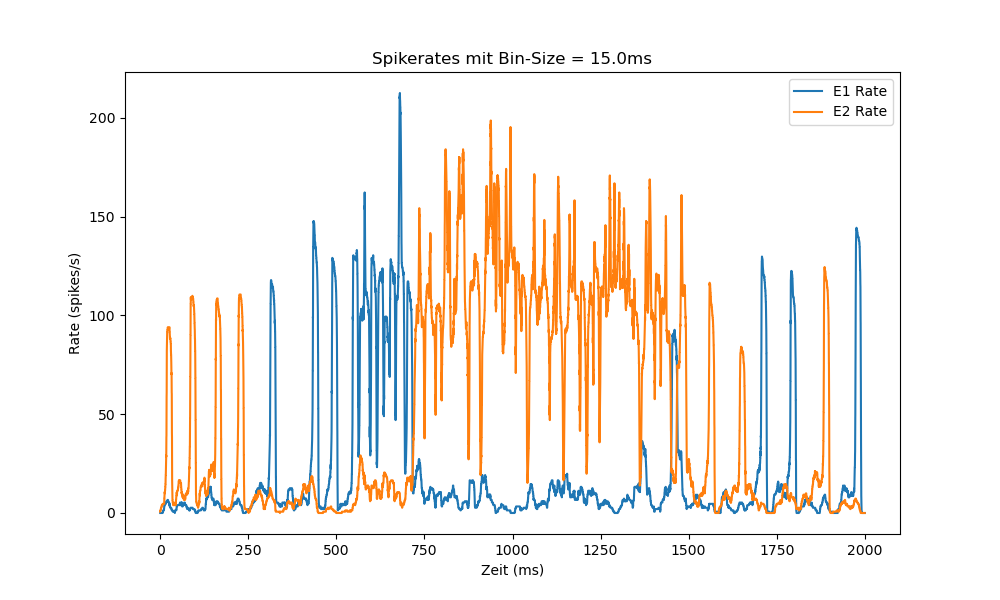 Spikerates mit Bin-Size = 15.0ms
E1 Rate
E2 Rate
Rate (spikes/s)
200
150
100
50
0
0 250 500 750 1000 1250 1500 1750 2000
Zeit (ms)